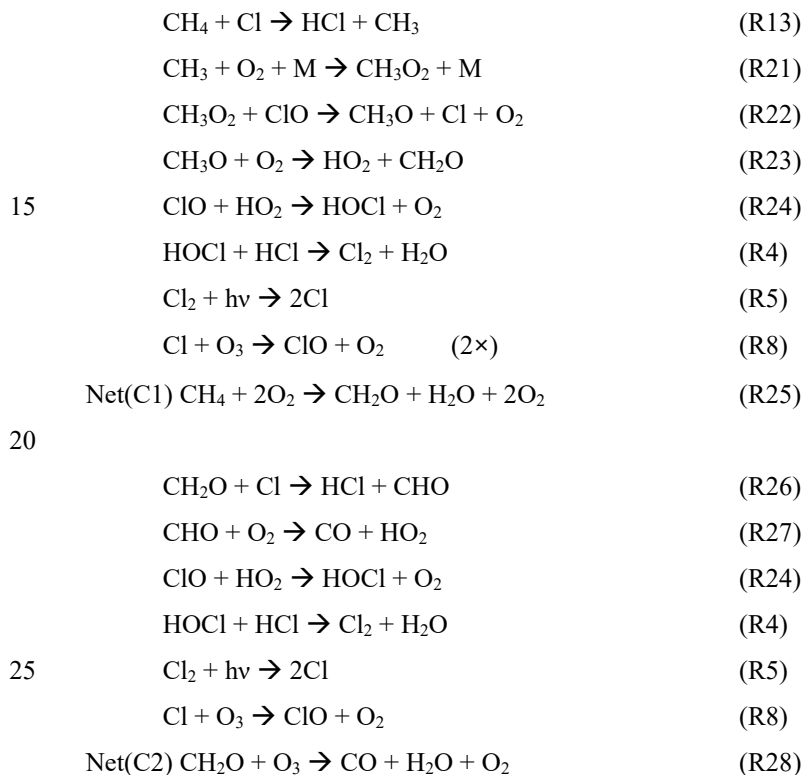 CH₄ + Cl → HCl + CH₃ (R13)
CH₃ + O₂ + M → CH₃O₂ + M (R21)
CH₃O₂ + ClO → CH₃O + Cl + O₂ (R22)
CH₃O + O₂ → HO₂ + CH₂O (R23)
15 ClO + HO₂ → HOCl + O₂ (R24)
HOCl + HCl → Cl₂ + H₂O (R4)
Cl₂ + hν → 2Cl (R5)
Cl + O₃ → ClO + O₂ (2×) (R8)
Net(C1) CH₄ + 2O₂ → CH₂O + H₂O + 2O₂ (R25)
20
CH₂O + Cl → HCl + CHO (R26)
CHO + O₂ → CO + HO₂ (R27)
ClO + HO₂ → HOCl + O₂ (R24)
HOCl + HCl → Cl₂ + H₂O (R4)
25 Cl₂ + hν → 2Cl (R5)
Cl + O₃ → ClO + O₂ (R8)
Net(C2) CH₂O + O₃ → CO + H₂O + O₂ (R28)